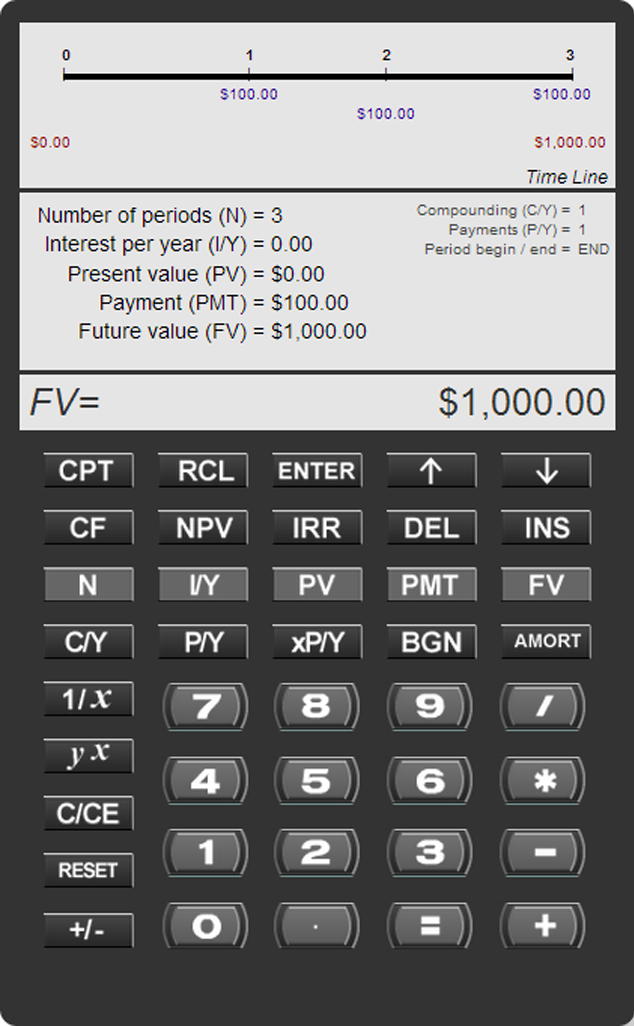 0 1 2 3
$100.00 $100.00
$100.00
$0.00 $1,000.00
Time Line
Number of periods (N) = 3
Interest per year (I/Y) = 0.00
Present value (PV) = $0.00
Payment (PMT) = $100.00
Future value (FV) = $1,000.00
Compounding (C/Y) = 1
Payments (P/Y) = 1
Period begin / end = END
FV= $1,000.00
CPT RCL ENTER ↑ ↓
CF NPV IRR DEL INS
N I/Y PV PMT FV
C/Y P/Y xP/Y BGN AMORT
1/x 7 8 9 /
y x 4 5 6 *
C/CE 1 2 3 -
RESET
+/- 0 . = +